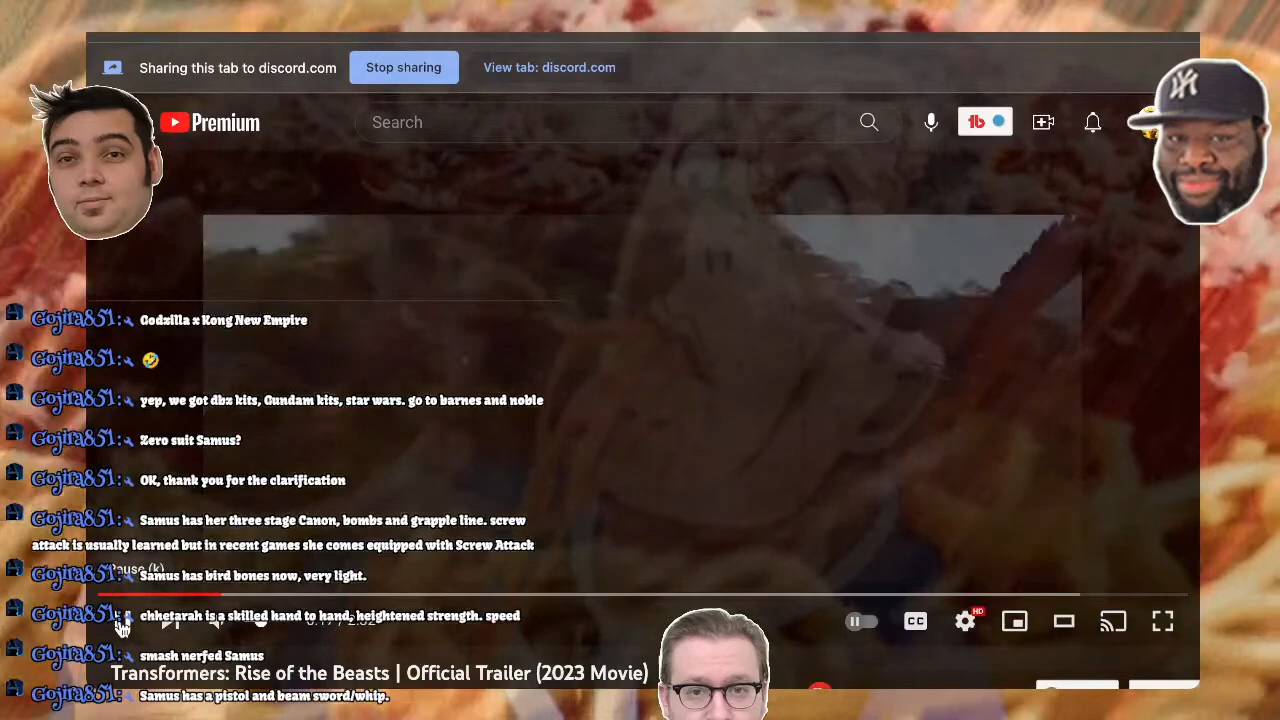 Sharing this tab to discord.com
Stop sharing
View tab: discord.com
Premium
Search
Gojira851: Godzilla x Kong New Empire
Gojira851: 🤣
Gojira851: yep, we got dbz kits, Gundam kits, star wars. go to barnes and noble
Gojira851: Zero suit Samus?
Gojira851: OK, thank you for the clarification
Gojira851: Samus has her three stage Canon, bombs and grapple line. screw
attack is usually learned but in recent games she comes equipped with Screw Attack
Pause (k)
Gojira851: Samus has bird bones now, very light.
Gojira851: chhetarah is a skilled hand to hand, heightened strength. speed
HD
Gojira851: smash nerfed Samus
Transformers: Rise of the Beasts | Official Trailer (2023 Movie)
Gojira851: Samus has a pistol and beam sword/whip.